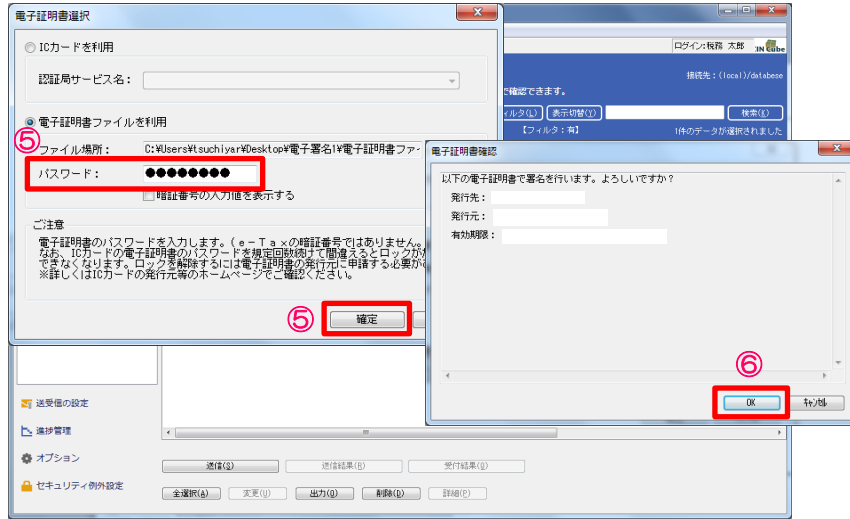 電子証明書選択
ICカードを利用
認証局サービス名：
電子証明書ファイルを利用
⑤
ファイル場所： C:¥Users¥tsuchiyar¥Desktop¥電子署名1¥電子証明書ファイ
パスワード： ●●●●●●●●
暗証番号の入力値を表示する
ご注意
電子証明書のパスワードを入力します。(e-Taxの暗証番号ではありません。
なお、ICカードの電子証明書のパスワードを規定回数続けて間違えるとロックが
できなくなります。ロックを解除するには電子証明書の発行元に申請する必要が
※詳しくはICカードの発行元等のホームページでご確認ください。
⑤
確定
ログイン:税務 太郎
接続先：(local)/databese
で確認できます。
ィルタ(L) 表示切替(Y) 検索(K)
【フィルタ：有】 1件のデータが選択されました
電子証明書確認
以下の電子証明書で署名を行います。よろしいですか？
発行先：
発行元：
有効期限：
⑥
OK ｷｬﾝｾﾙ
送受信の設定
進捗管理
オプション
セキュリティ例外設定
送信(S) 送信結果(R) 受付結果(Q)
全選択(A) 変更(U) 出力(O) 削除(D) 詳細(P)